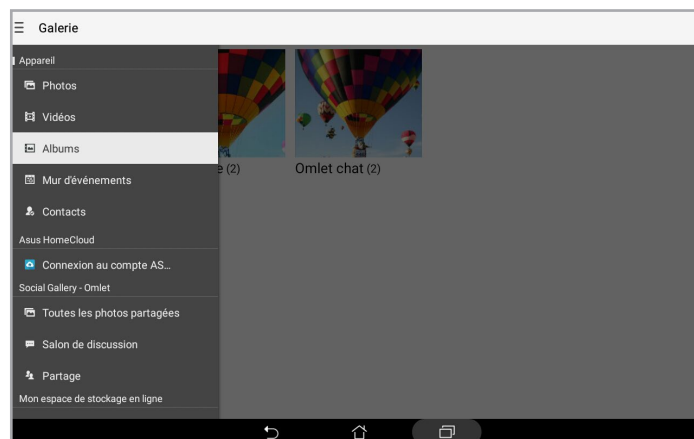 Galerie
Appareil
Photos
Vidéos
Albums
Mur d'événements
Contacts
Asus HomeCloud
Connexion au compte AS...
Social Gallery - Omlet
Toutes les photos partagées
Salon de discussion
Partage
Mon espace de stockage en ligne
e (2)
Omlet chat (2)